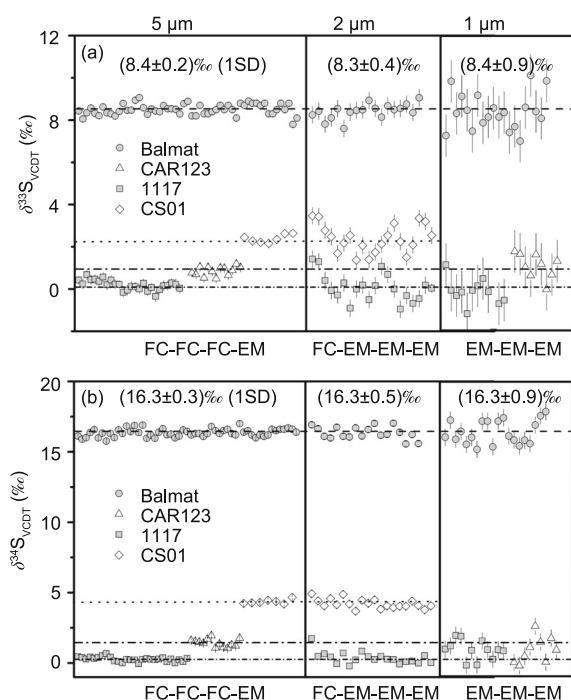 5 μm 2 μm 1 μm
12
(a) (8.4±0.2)‰ (1SD) (8.3±0.4)‰ (8.4±0.9)‰
8
Balmat
CAR123
1117
CS01
4
0
δ³³S_VCDT (‰)
FC-FC-FC-EM FC-EM-EM-EM EM-EM-EM
20
(b) (16.3±0.3)‰ (1SD) (16.3±0.5)‰ (16.3±0.9)‰
15
Balmat
CAR123
1117
CS01
10
5
0
δ³⁴S_VCDT (‰)
FC-FC-FC-EM FC-EM-EM-EM EM-EM-EM